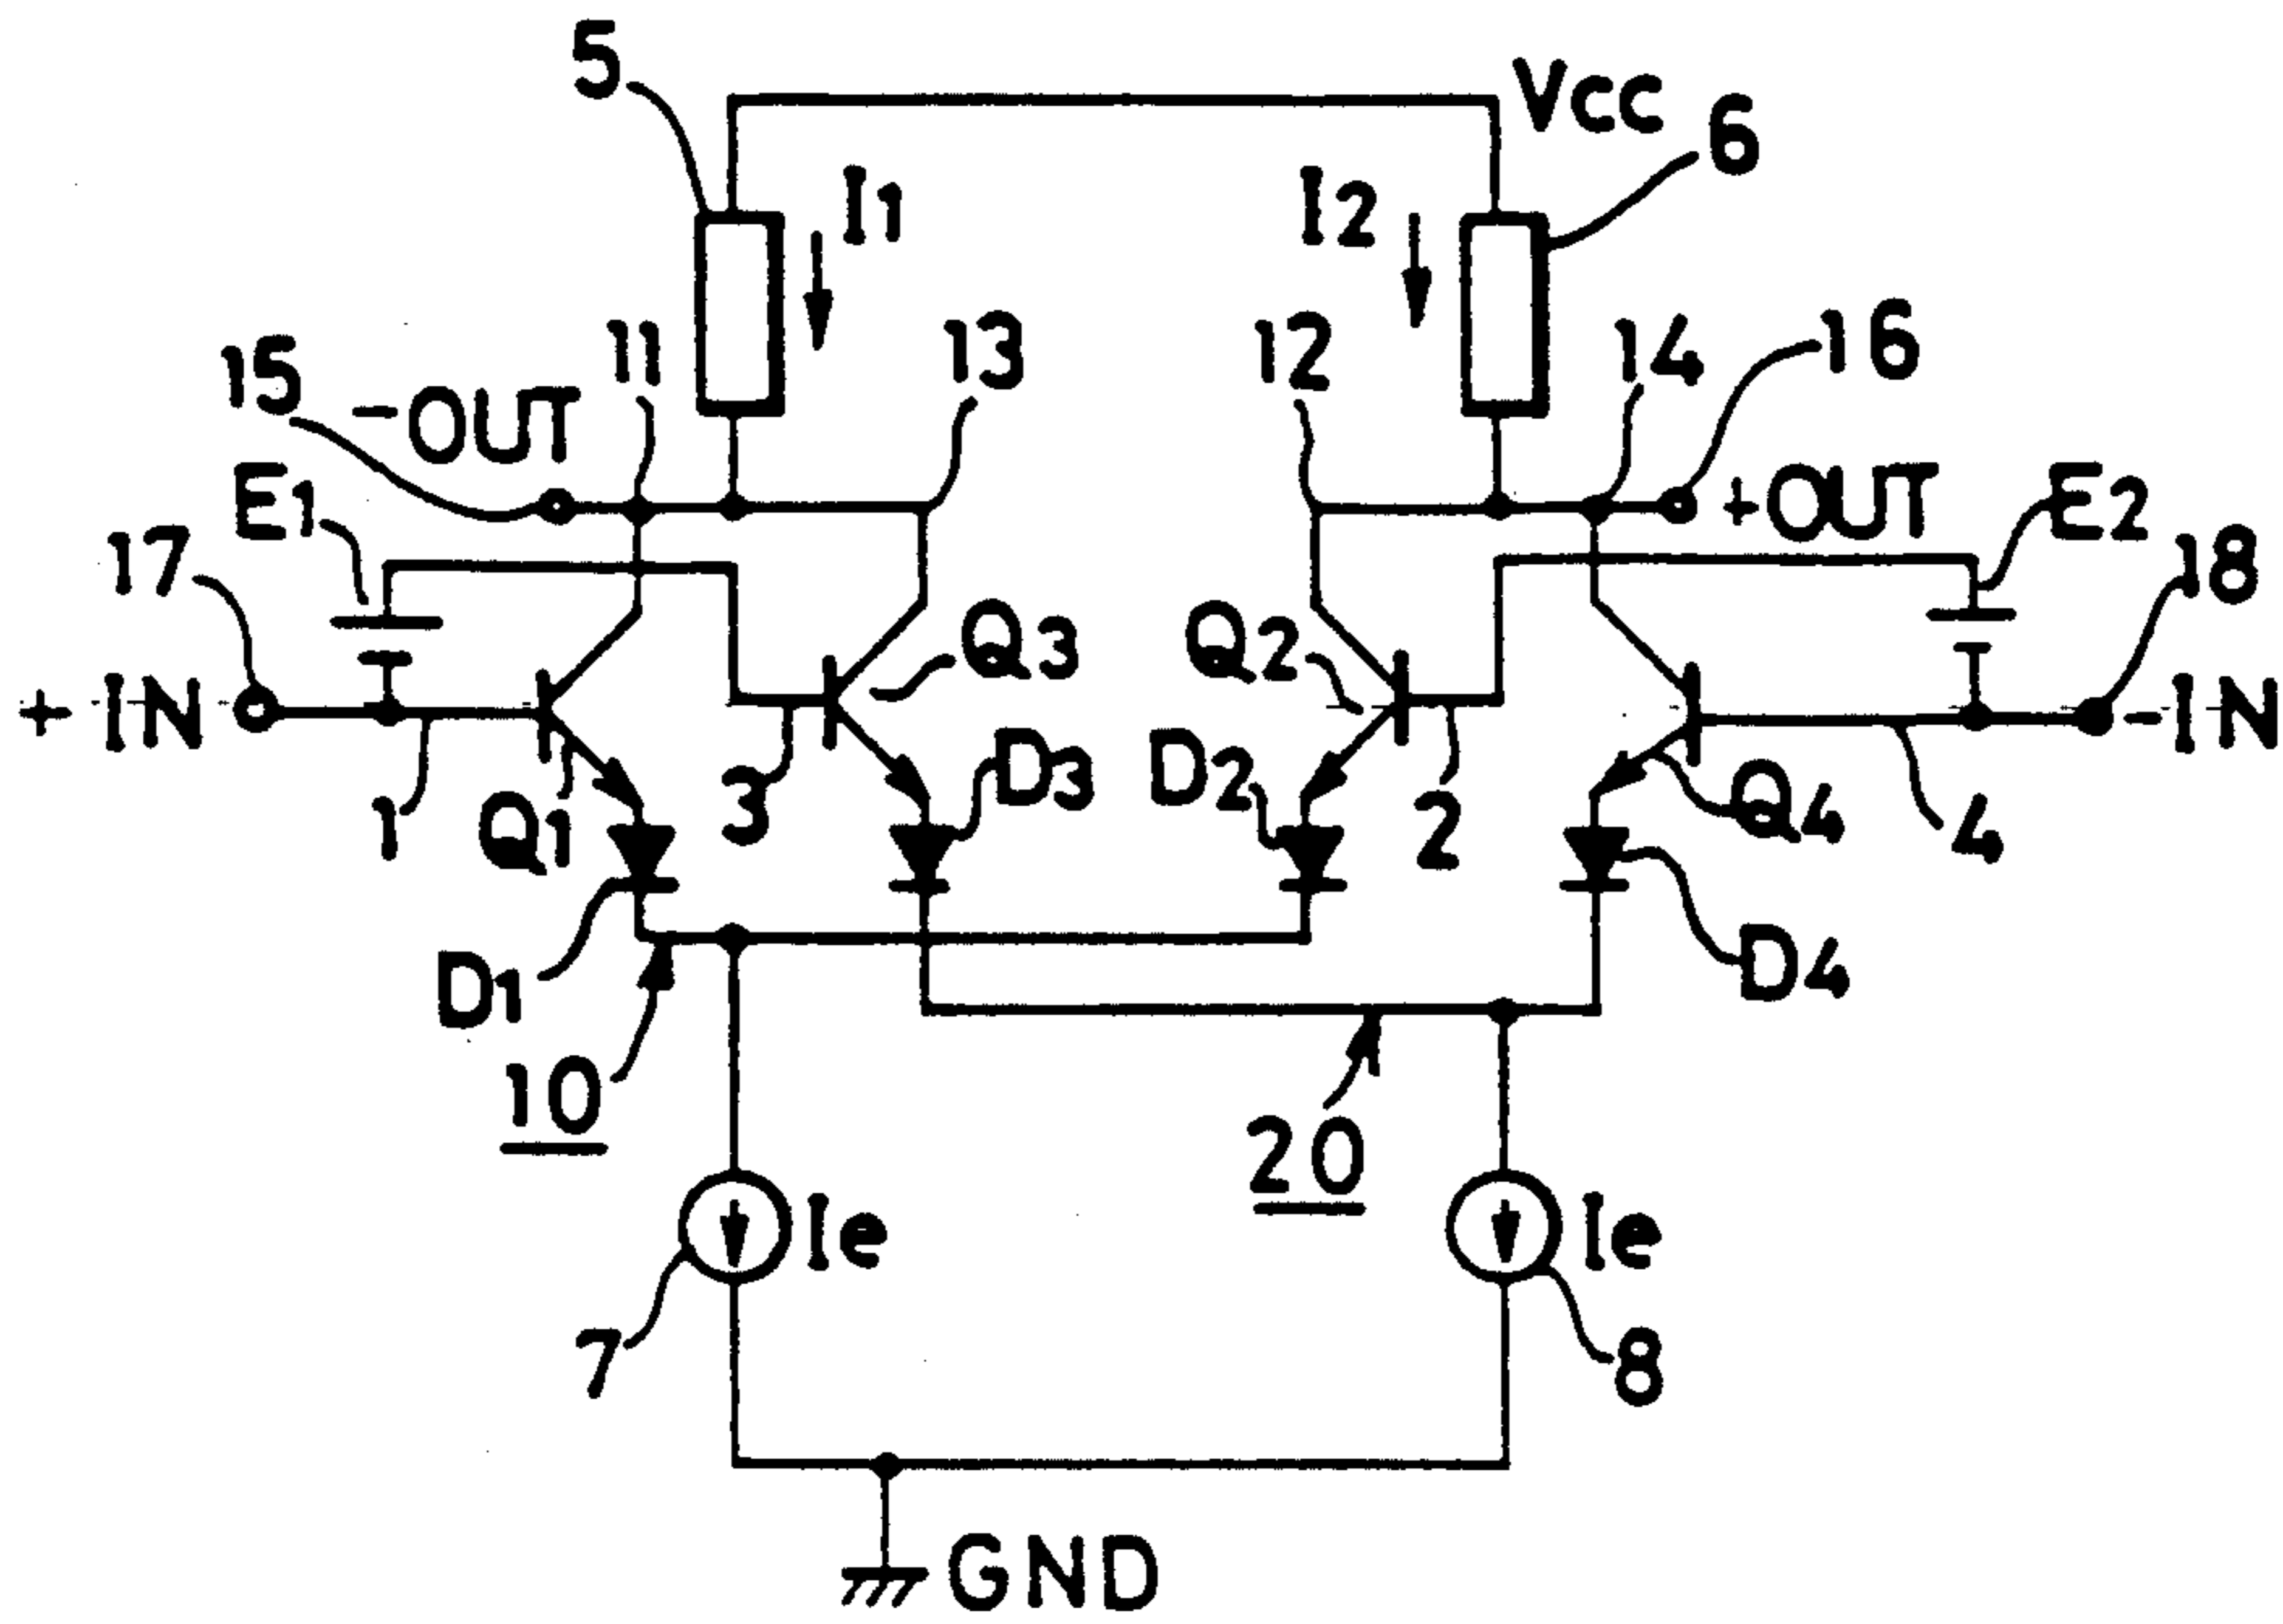 5
Vcc
6
I1
I2
15
-OUT
11
13
12
14
16
E1
+OUT
E2
17
18
Q3
Q2
+IN
-IN
D3
D2
1
Q1
3
2
Q4
4
D1
D4
10
20
Ie
Ie
7
8
GND